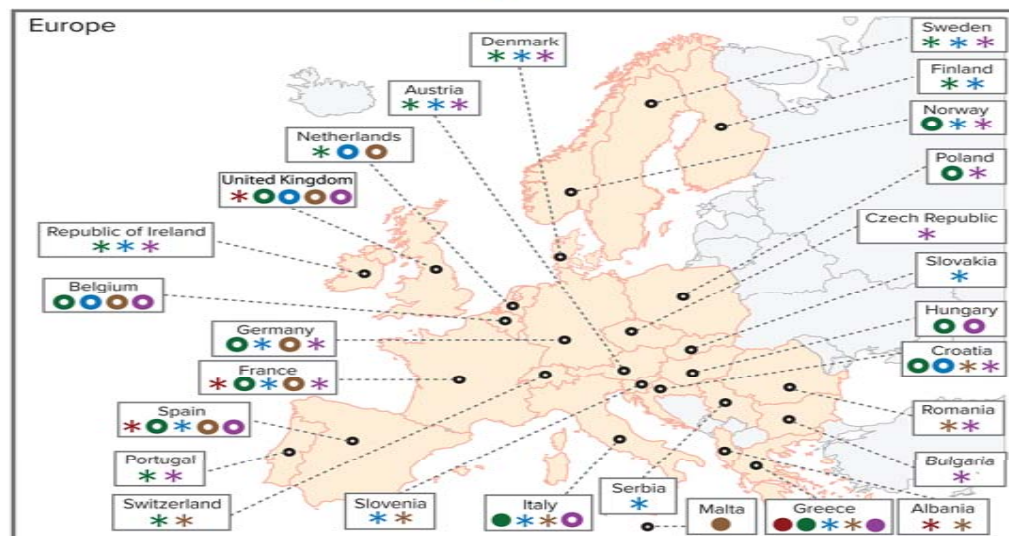 Europe
Denmark
Sweden
Austria
Finland
Netherlands
Norway
United Kingdom
Poland
Republic of Ireland
Czech Republic
Belgium
Slovakia
Germany
Hungary
France
Croatia
Spain
Romania
Portugal
Bulgaria
Switzerland
Slovenia
Italy
Serbia
Malta
Greece
Albania